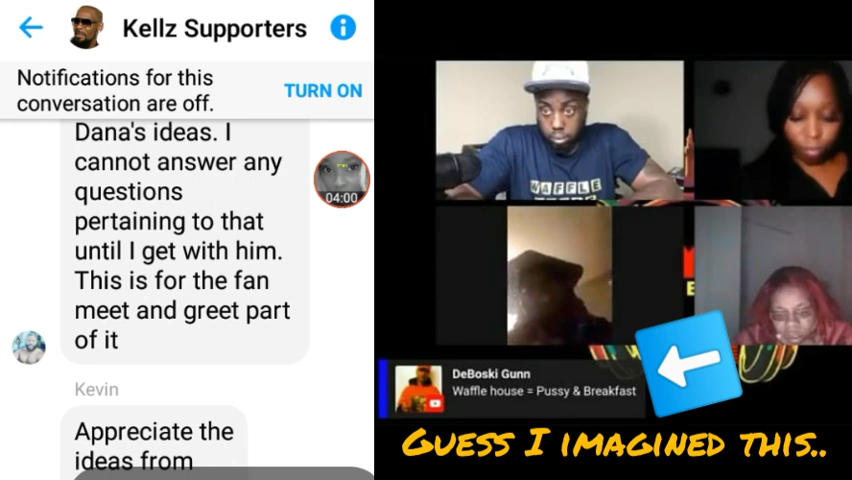 Kellz Supporters
Notifications for this
conversation are off.
TURN ON
Dana's ideas. I
cannot answer any
questions
pertaining to that
until I get with him.
This is for the fan
meet and greet part
of it
04:00
Kevin
Appreciate the
ideas from
WAFFLE
DeBoski Gunn
Waffle house = Pussy & Breakfast
GUESS I IMAGINED THIS..